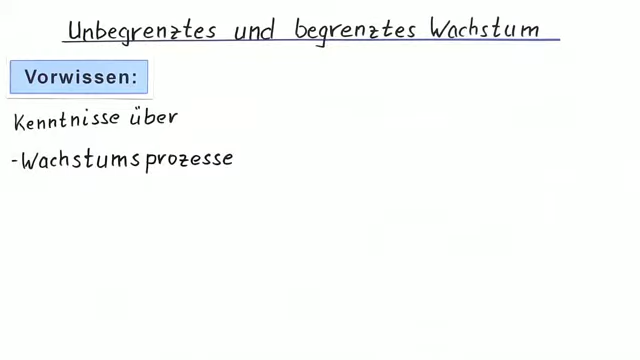 Unbegrenztes und begrenztes Wachstum
Vorwissen:
Kenntnisse über
-Wachstumsprozesse